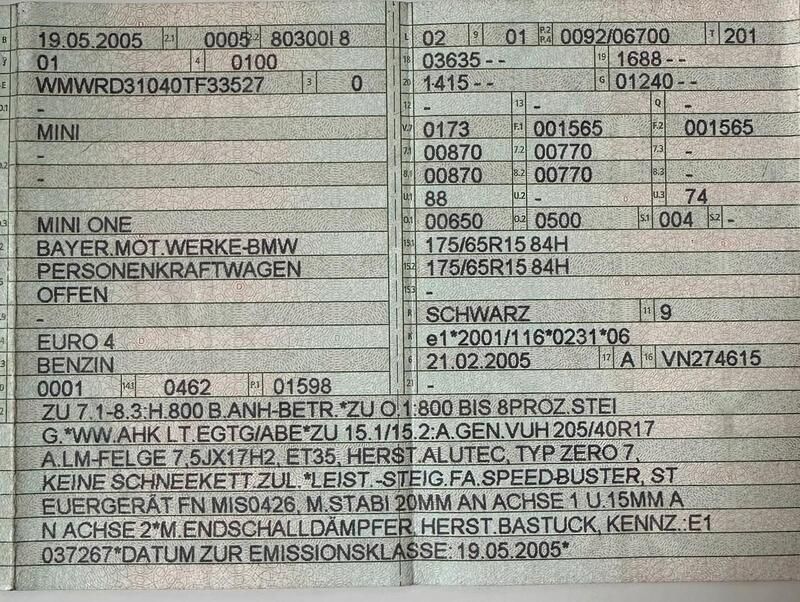 B 19.05.2005 2.1 0005 2.2 80300I 8
01 4 0100
E WMWRD31040TF33527 3 0
-
MINI
-
-
MINI ONE
BAYER.MOT.WERKE-BMW
PERSONENKRAFTWAGEN
OFFEN
-
EURO 4
BENZIN
0001 14.1 0462 P.1 01598
L 02 9 01 P.2 P.4 0092/06700 T 201
18 03635 - - 19 1688 - -
20 1415 - - G 01240 - -
12 - 13 - Q -
V.7 0173 F.1 001565 F.2 001565
7.1 00870 7.2 00770 7.3 -
8.1 00870 8.2 00770 8.3 -
U.1 88 U.2 - U.3 74
O.1 00650 O.2 0500 S.1 004 S.2 -
15.1 175/65R15 84H
15.2 175/65R15 84H
15.3 -
R SCHWARZ 11 9
K e1*2001/116*0231*06
6 21.02.2005 17 A 16 VN274615
21 -
ZU 7.1-8.3:H.800 B.ANH-BETR.*ZU O.1:800 BIS 8PROZ.STEI
G.*WW.AHK LT.EGTG/ABE*ZU 15.1/15.2:A.GEN.VUH 205/40R17
A.LM-FELGE 7,5JX17H2, ET35, HERST.ALUTEC, TYP ZERO 7,
KEINE SCHNEEKETT.ZUL.*LEIST.-STEIG.FA.SPEED-BUSTER, ST
EUERGERÄT FN MIS0426, M.STABI 20MM AN ACHSE 1 U.15MM A
N ACHSE 2*M.ENDSCHALLDÄMPFER HERST.BASTUCK, KENNZ.:E1
037267*DATUM ZUR EMISSIONSKLASSE: 19.05.2005*